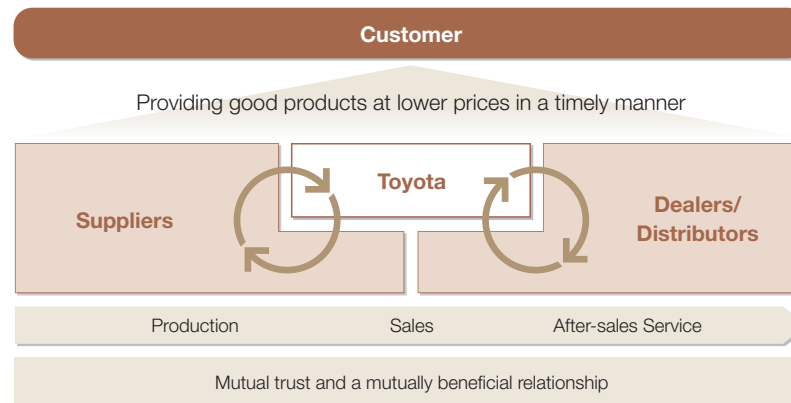 Customer
Providing good products at lower prices in a timely manner
Suppliers
Toyota
Dealers/
Distributors
Production
Sales
After-sales Service
Mutual trust and a mutually beneficial relationship